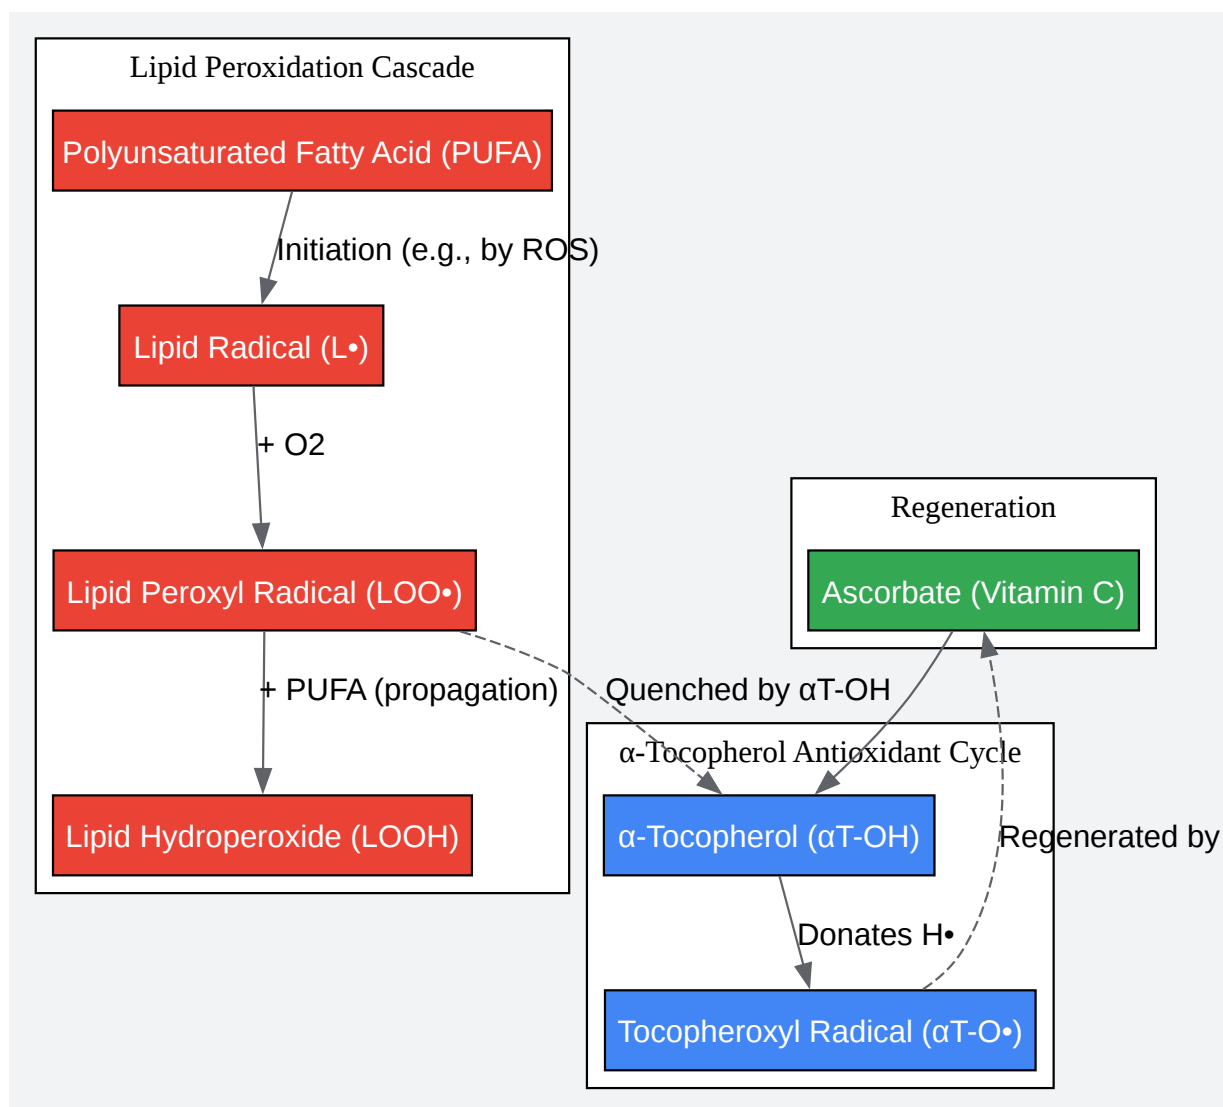 Lipid Peroxidation Cascade
Polyunsaturated Fatty Acid (PUFA)
Initiation (e.g., by ROS)
Lipid Radical (L•)
+ O2
Lipid Peroxyl Radical (LOO•)
+ PUFA (propagation)
Lipid Hydroperoxide (LOOH)
Regeneration
Ascorbate (Vitamin C)
Quenched by αT-OH
α-Tocopherol Antioxidant Cycle
α-Tocopherol (αT-OH)
Regenerated by
Donates H•
Tocopheroxyl Radical (αT-O•)